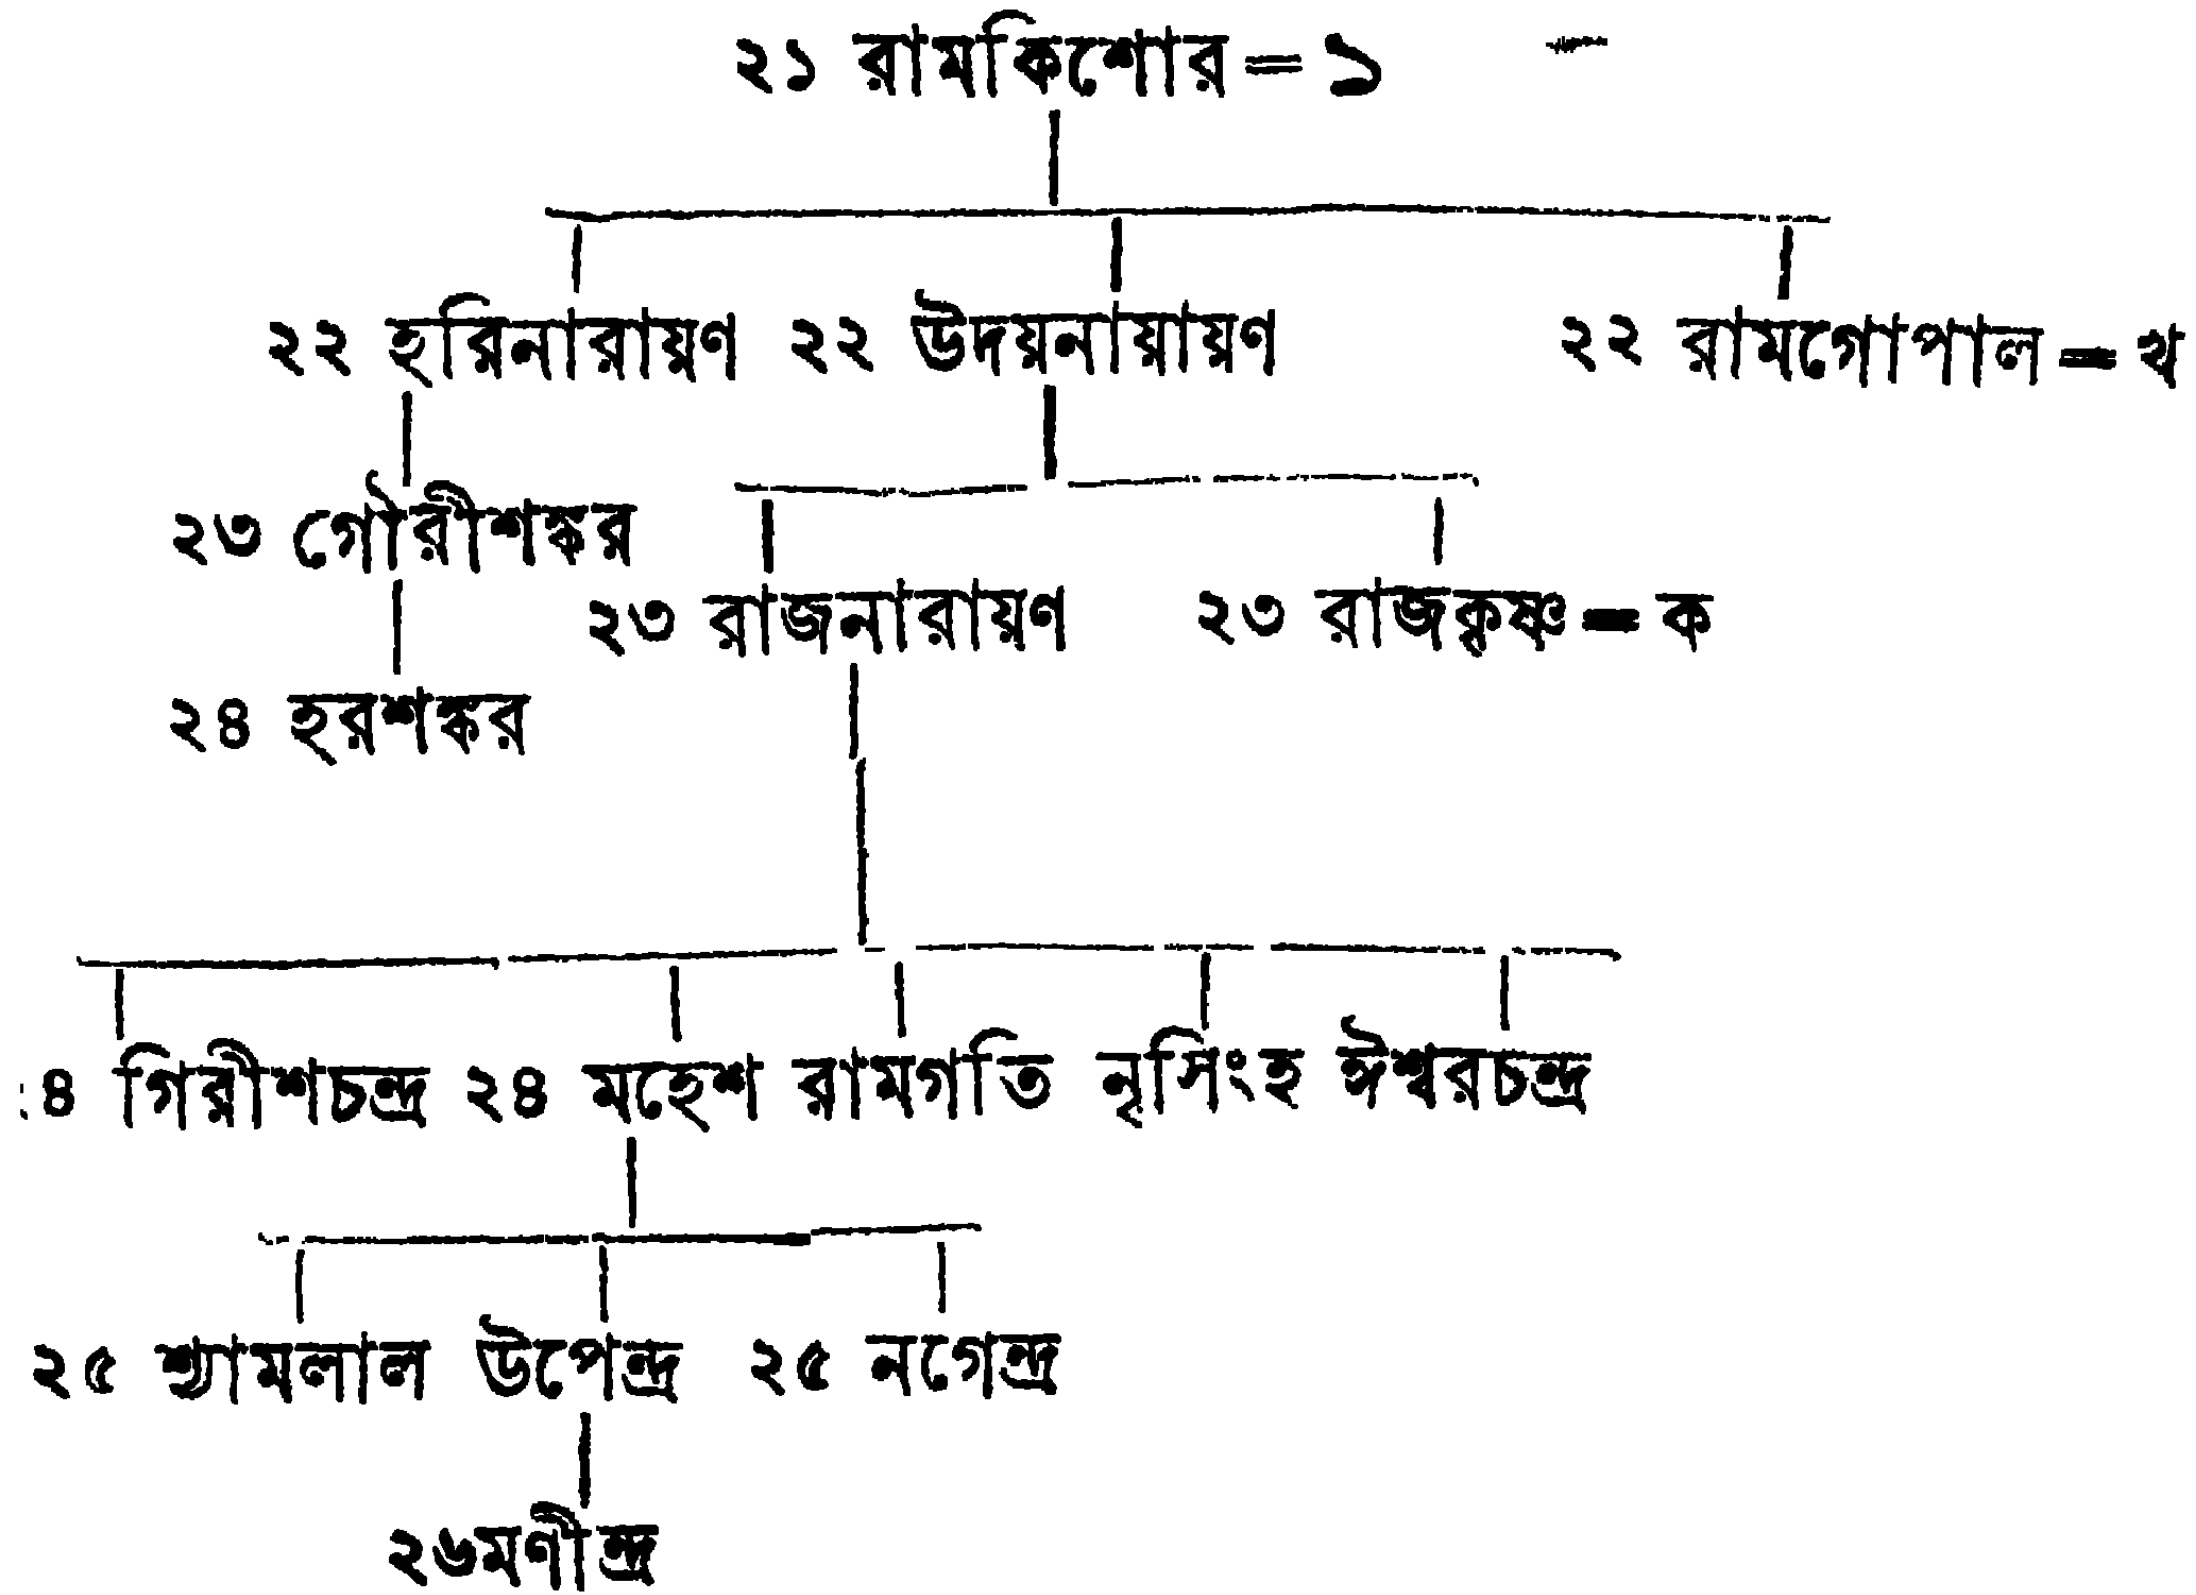 ২১ রামকিশোর = ১
২২ হরিনারায়ণ ২২ উদয়নায়ায়ণ ২২ রামগোপাল = খ
২৩ গৌরীশঙ্কর
২৩ রাজনারায়ণ ২৩ রাজকৃষ্ণ = ক
২৪ হরশঙ্কর
৪ গিরীশচন্দ্র ২৪ মহেশ রামগতি নৃসিংহ ঈশ্বরচন্দ্র
২৫ শ্যামলাল উপেন্দ্র ২৫ নগেন্দ্র
২৬মণীন্দ্র